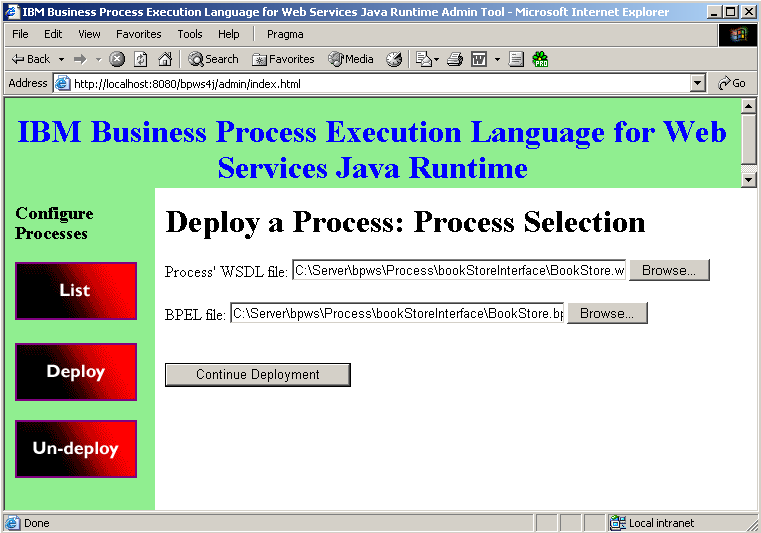 IBM Business Process Execution Language for Web Services Java Runtime Admin Tool - Microsoft Internet Explorer
File Edit View Favorites Tools Help Pragma
Back Search Favorites Media W PRO
Address http://localhost:8080/bpws4j/admin/index.html Go
IBM Business Process Execution Language for Web
Services Java Runtime
Configure
Processes
List
Deploy
Un-deploy
Deploy a Process: Process Selection
Process' WSDL file: C:\Server\bpws\Process\bookStoreInterface\BookStore.w Browse...
BPEL file: C:\Server\bpws\Process\bookStoreInterface\BookStore.bp Browse...
Continue Deployment
Done Local intranet